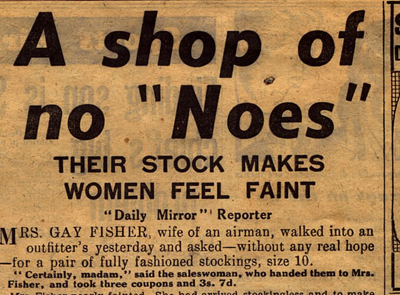 A shop of
no "Noes"
THEIR STOCK MAKES
WOMEN FEEL FAINT
"Daily Mirror" Reporter
MRS. GAY FISHER, wife of an airman, walked into an
outfitter's yesterday and asked—without any real hope
—for a pair of fully fashioned stockings, size 10.
"Certainly, madam," said the saleswoman, who handed them to Mrs.
Fisher, and took three coupons and 3s. 7d.